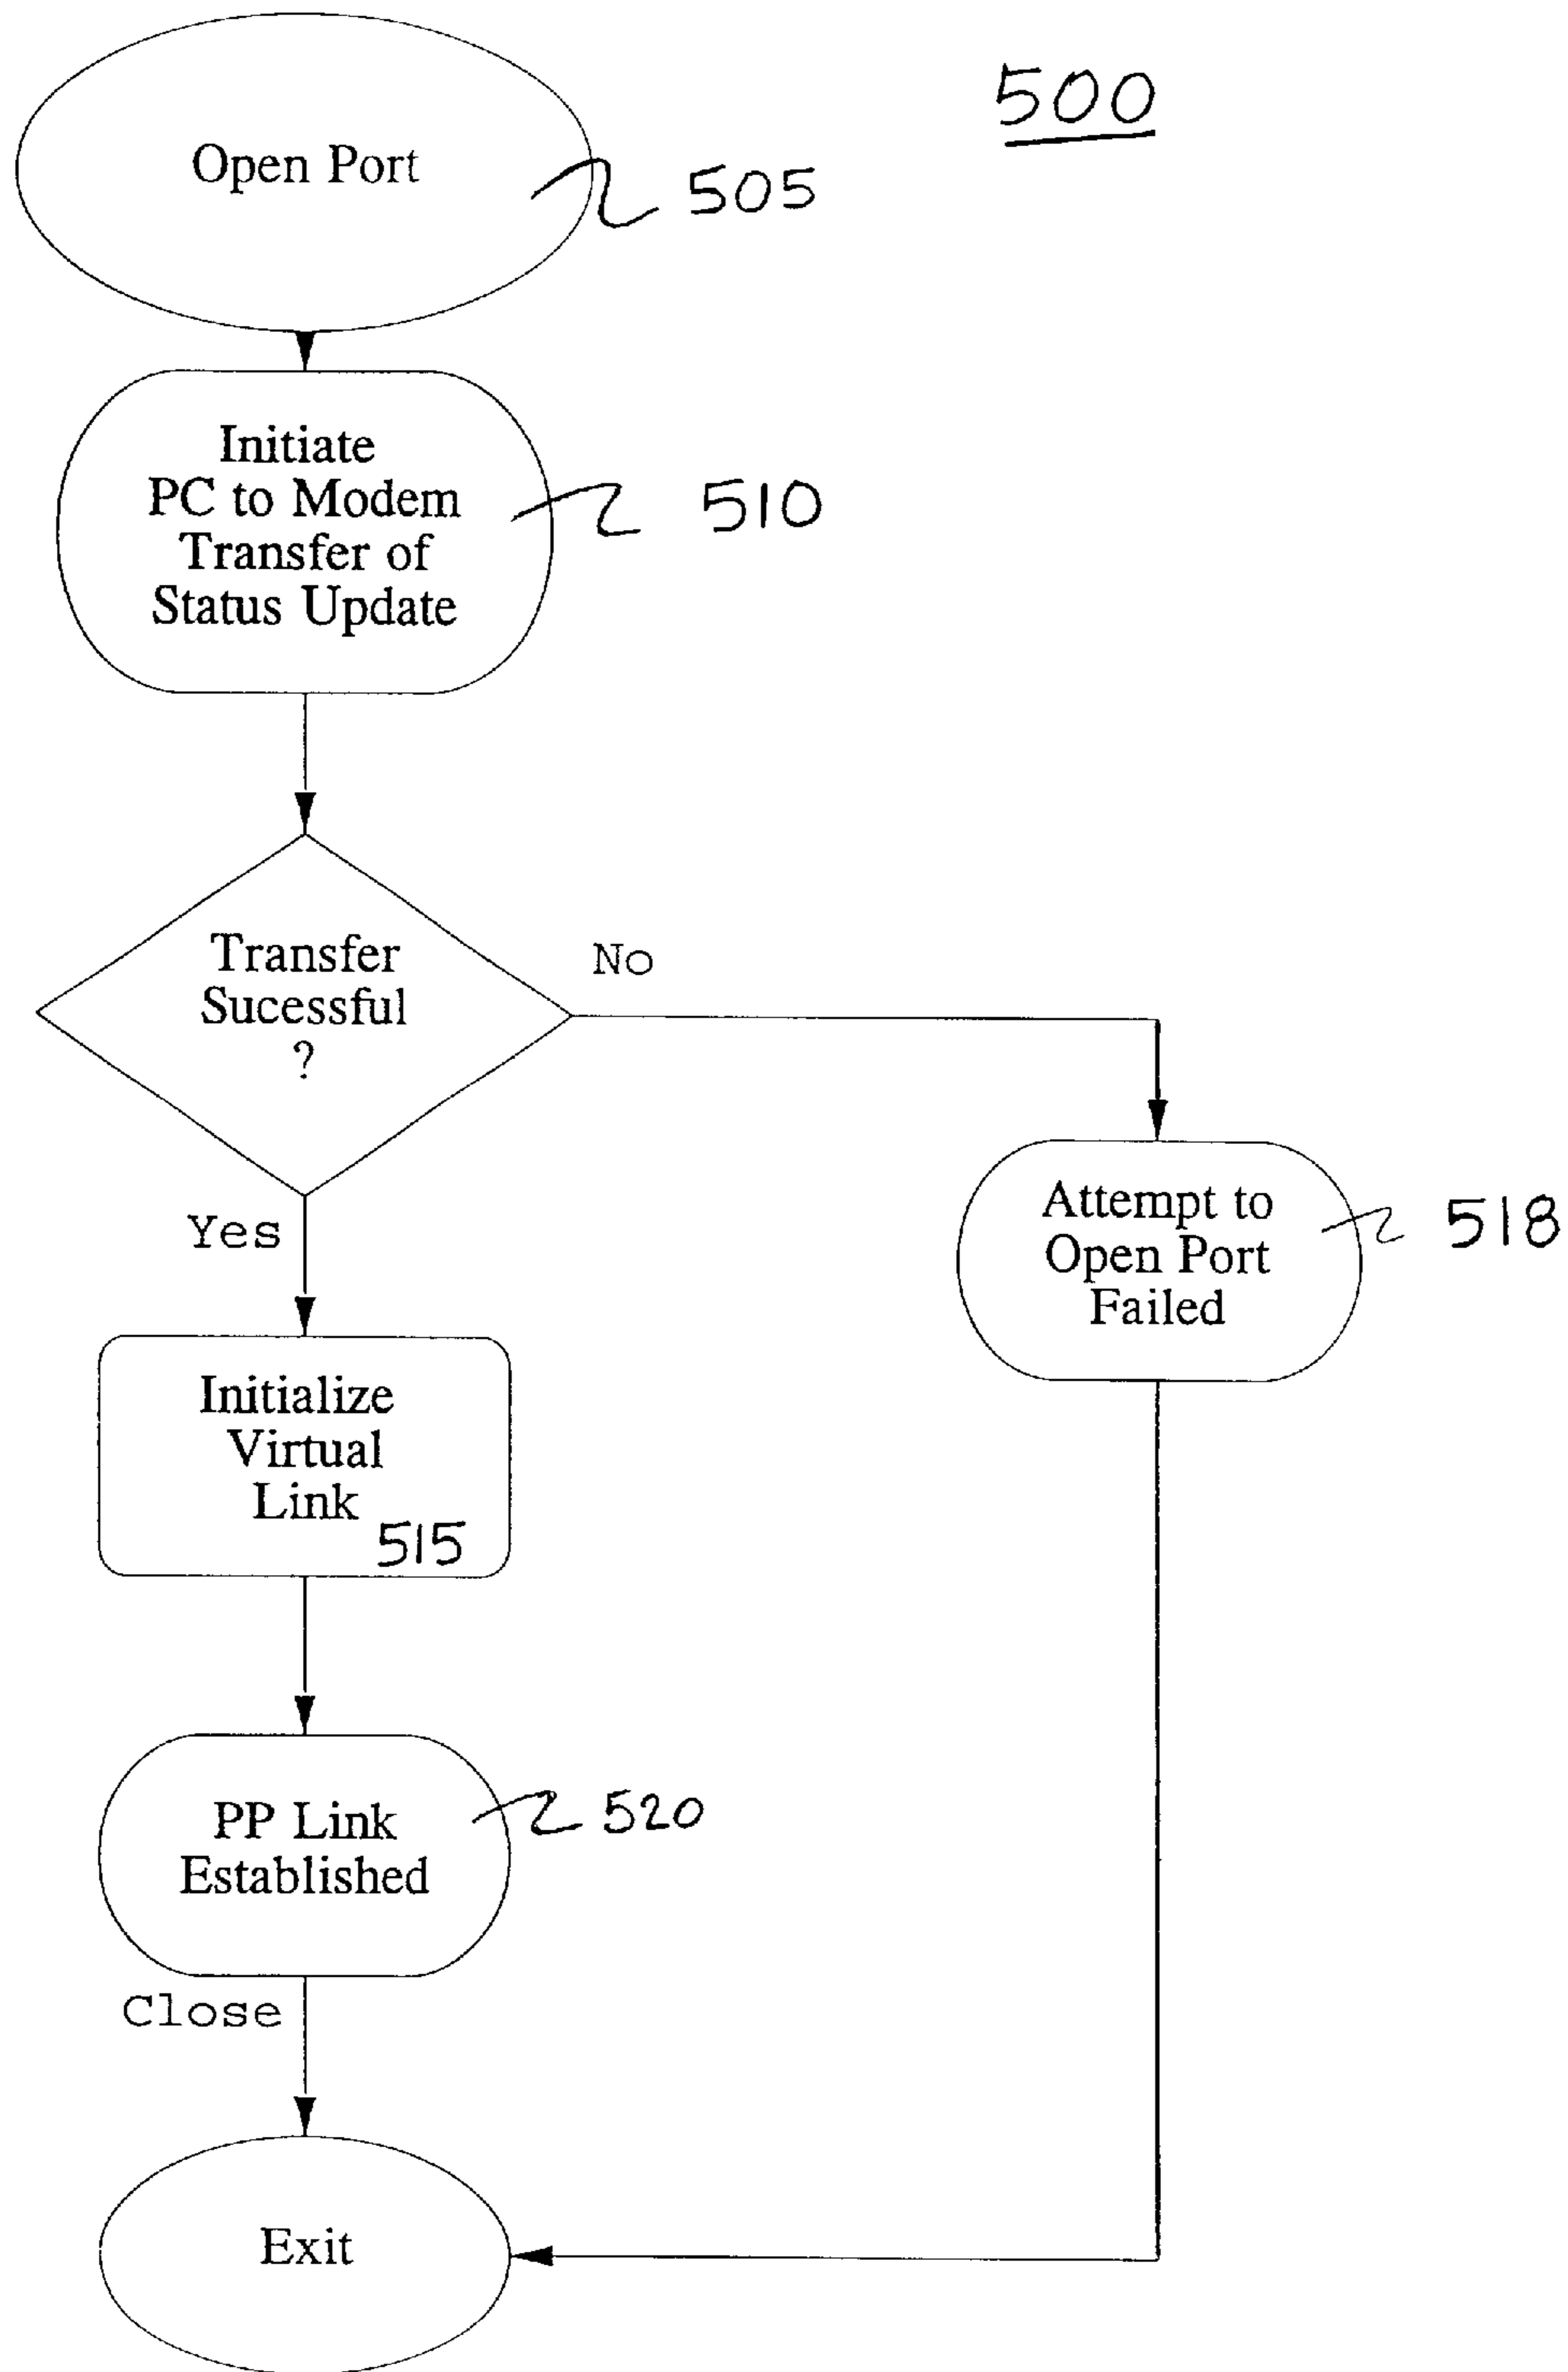 500
Open Port
505
Initiate
PC to Modem
Transfer of
Status Update
510
Transfer
Sucessful
?
No
Yes
Attempt to
Open Port
Failed
518
Initialize
Virtual
Link
515
PP Link
Established
520
Close
Exit